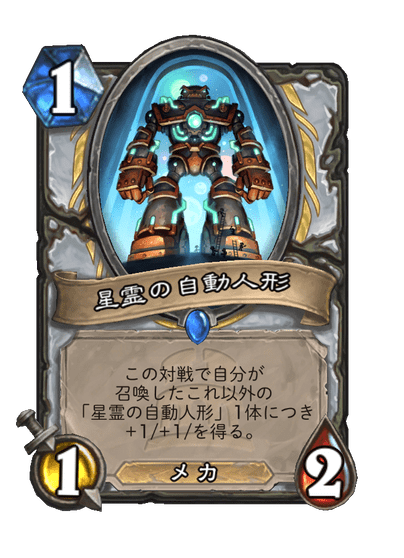 1
星霊の自動人形
この対戦で自分が
召喚したこれ以外の
「星霊の自動人形」1体につき
+1/+1/を得る。
1
メカ
2